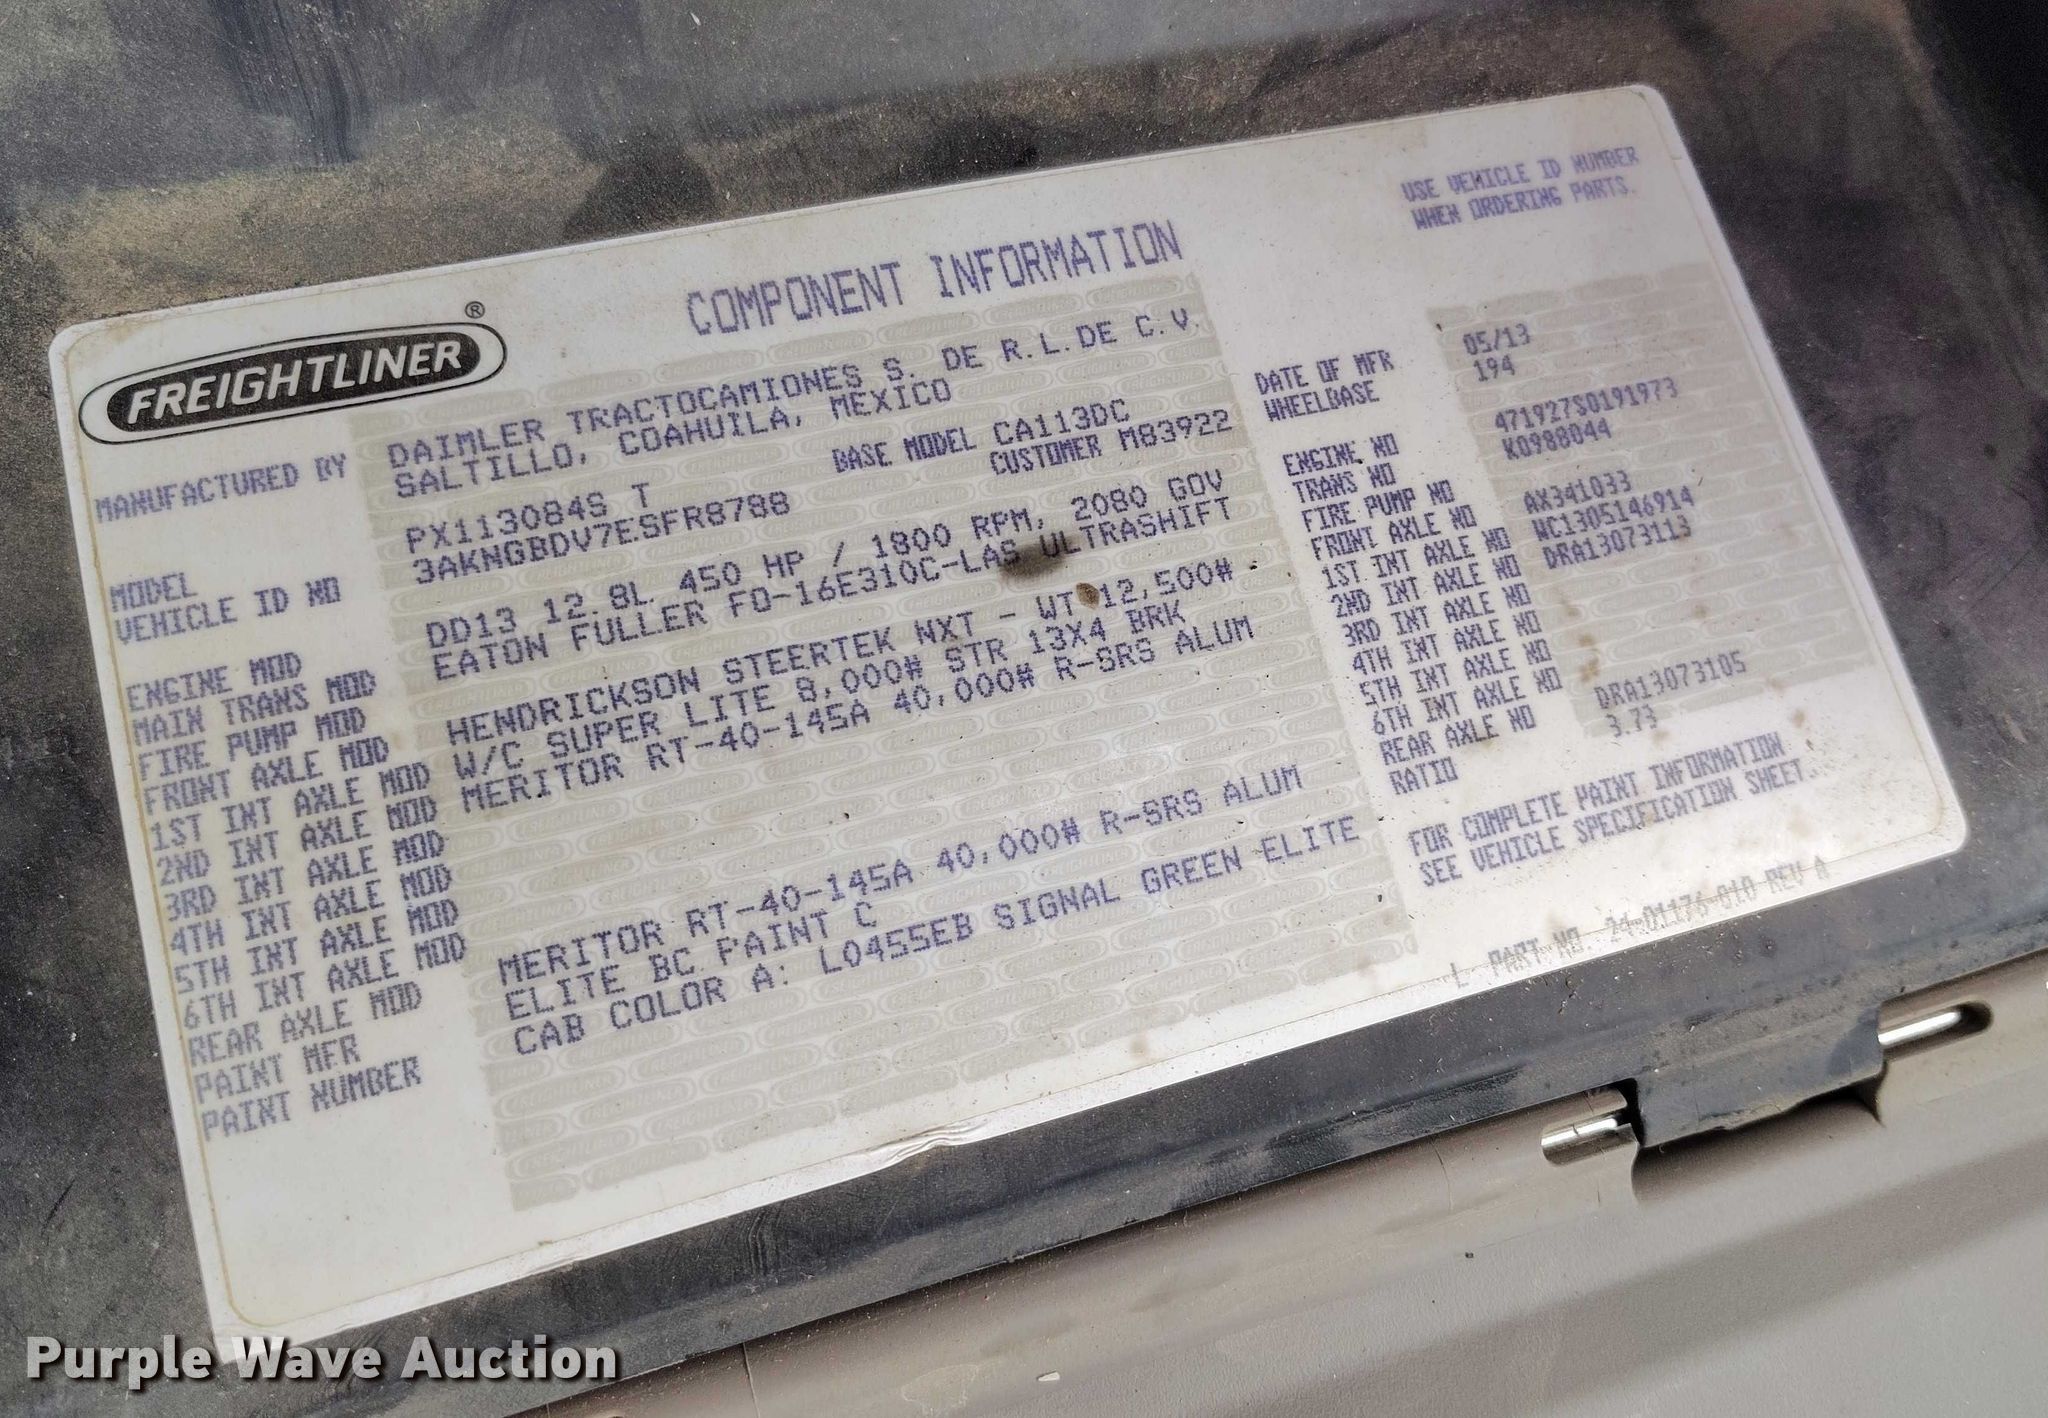 COMPONENT INFORMATION
USE VEHICLE ID NUMBER
WHEN ORDERING PARTS.
FREIGHTLINER®
MANUFACTURED BY DAIMLER TRACTOCAMIONES S. DE R.L.DE C.V.
SALTILLO, COAHUILA, MEXICO
BASE MODEL CA113DC
CUSTOMER M83922
MODEL PX113084S T
VEHICLE ID NO 3AKNGBDV7ESFR8788
ENGINE MOD DD13 12.8L 450 HP / 1800 RPM, 2080 GOV
MAIN TRANS MOD EATON FULLER FO-16E310C-LAS ULTRASHIFT
FIRE PUMP MOD
FRONT AXLE MOD HENDRICKSON STEERTEK NXT - WT 12,500#
1ST INT AXLE MOD W/C SUPER LITE 8,000# STR 13X4 BRK
2ND INT AXLE MOD MERITOR RT-40-145A 40,000# R-SRS ALUM
3RD INT AXLE MOD
4TH INT AXLE MOD
5TH INT AXLE MOD
6TH INT AXLE MOD
REAR AXLE MOD MERITOR RT-40-145A 40,000# R-SRS ALUM
PAINT MFR ELITE BC PAINT C
PAINT NUMBER CAB COLOR A: L0455EB SIGNAL GREEN ELITE
DATE OF MFR 05/13
WHEELBASE 194
ENGINE NO 471927S0191973
TRANS NO K0988044
FIRE PUMP NO
FRONT AXLE NO AX341033
1ST INT AXLE NO WC1305146914
2ND INT AXLE NO DRA13073113
3RD INT AXLE NO
4TH INT AXLE NO
5TH INT AXLE NO
6TH INT AXLE NO
REAR AXLE NO DRA13073105
RATIO 3.73
FOR COMPLETE PAINT INFORMATION
SEE VEHICLE SPECIFICATION SHEET.
L PART NO. 24-01176-010 REV A
Purple Wave Auction